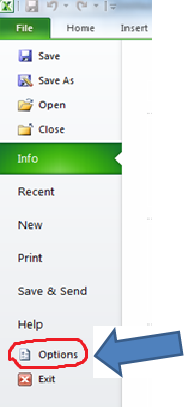 File Home Insert
Save
Save As
Open
Close
Info
Recent
New
Print
Save & Send
Help
Options
Exit